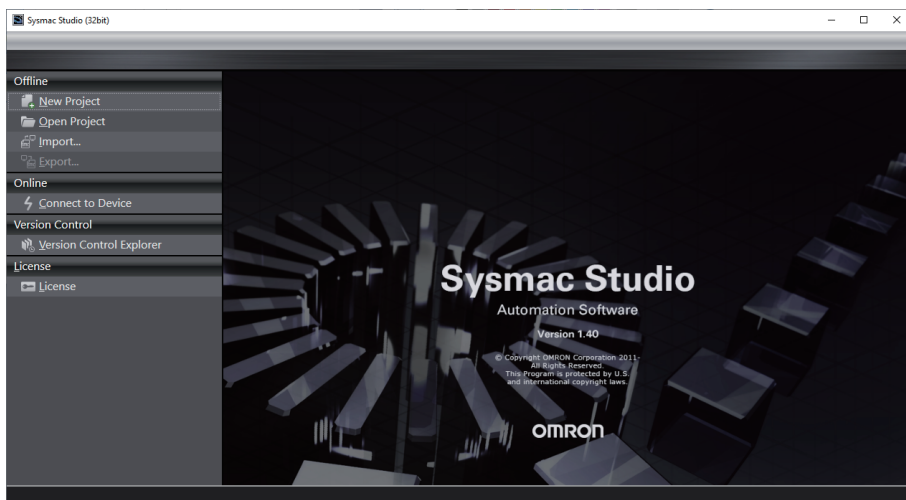 Sysmac Studio (32bit)
Offline
New Project
Open Project
Import...
Export...
Online
Connect to Device
Version Control
Version Control Explorer
License
License
Sysmac Studio
Automation Software
Version 1.40
© Copyright OMRON Corporation 2011-
All Rights Reserved.
This Program is protected by U.S.
and international copyright laws.
OMRON